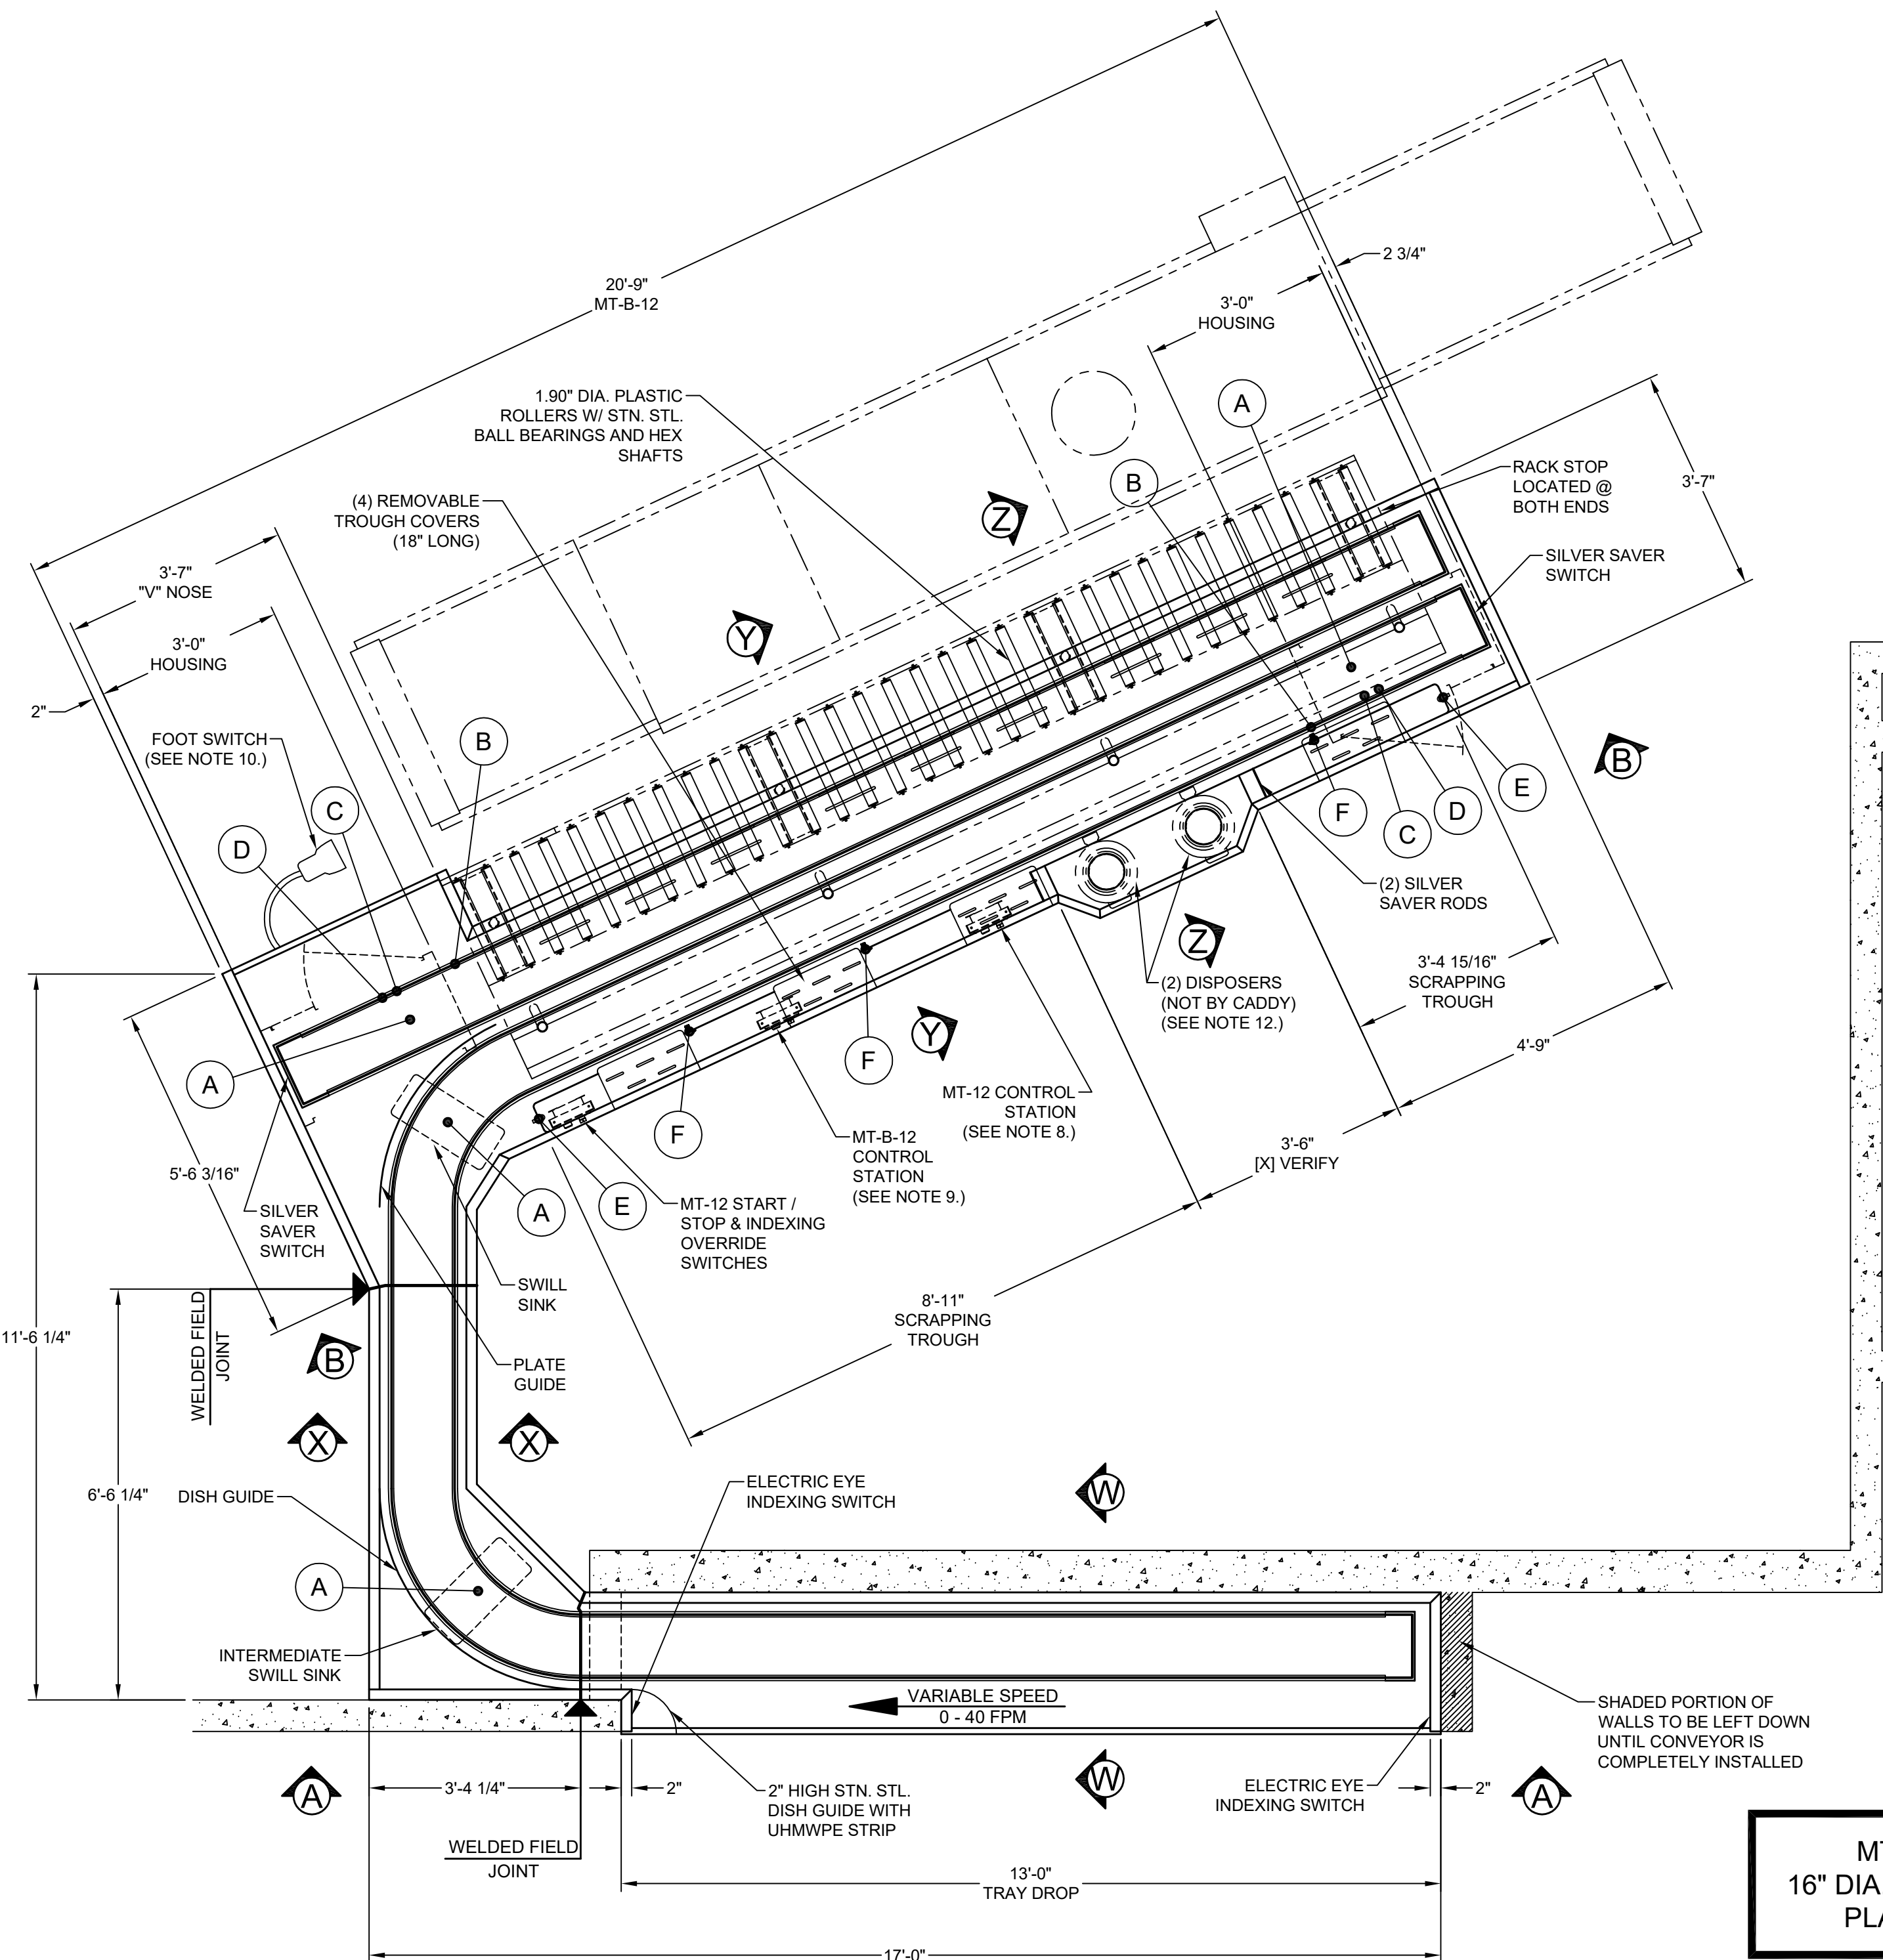 20'-9"
MT-B-12
2 3/4"
3'-0"
HOUSING
1.90" DIA. PLASTIC
ROLLERS W/ STN. STL.
BALL BEARINGS AND HEX
SHAFTS
A
B
RACK STOP
LOCATED @
BOTH ENDS
3'-7"
(4) REMOVABLE
TROUGH COVERS
(18" LONG)
Z
SILVER SAVER
SWITCH
3'-7"
"V" NOSE
3'-0"
HOUSING
Y
2"
FOOT SWITCH
(SEE NOTE 10.)
B
C
D
B
E
F
C
D
(2) SILVER
SAVER RODS
Z
(2) DISPOSERS
(NOT BY CADDY)
(SEE NOTE 12.)
3'-4 15/16"
SCRAPPING
TROUGH
4'-9"
Y
F
A
MT-12 CONTROL
STATION
(SEE NOTE 8.)
F
MT-B-12
CONTROL
STATION
(SEE NOTE 9.)
3'-6"
[X] VERIFY
5'-6 3/16"
A
E
MT-12 START /
STOP & INDEXING
OVERRIDE
SWITCHES
SILVER
SAVER
SWITCH
SWILL
SINK
8'-11"
SCRAPPING
TROUGH
11'-6 1/4"
WELDED FIELD
JOINT
B
PLATE
GUIDE
X
X
6'-6 1/4"
DISH GUIDE
ELECTRIC EYE
INDEXING SWITCH
W
A
INTERMEDIATE
SWILL SINK
VARIABLE SPEED
0 - 40 FPM
SHADED PORTION OF
WALLS TO BE LEFT DOWN
UNTIL CONVEYOR IS
COMPLETELY INSTALLED
A
3'-4 1/4"
2"
2" HIGH STN. STL.
DISH GUIDE WITH
UHMWPE STRIP
W
ELECTRIC EYE
INDEXING SWITCH
2"
A
WELDED FIELD
JOINT
13'-0"
TRAY DROP
MT
16" DIA
PLA
17'-0"